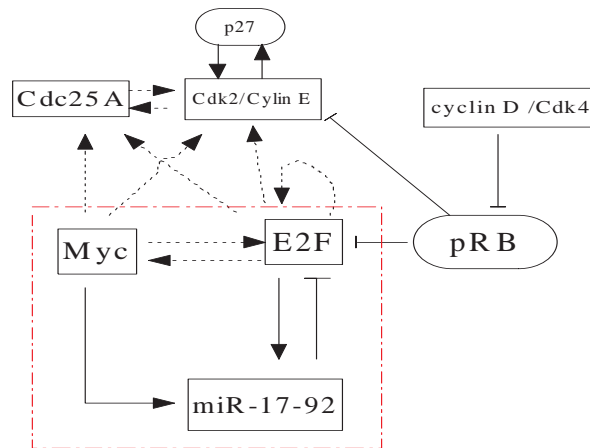 p27
Cdc25A
Cdk2/Cylin E
cyclin D /Cdk4
Myc
E2F
pRB
miR-17-92